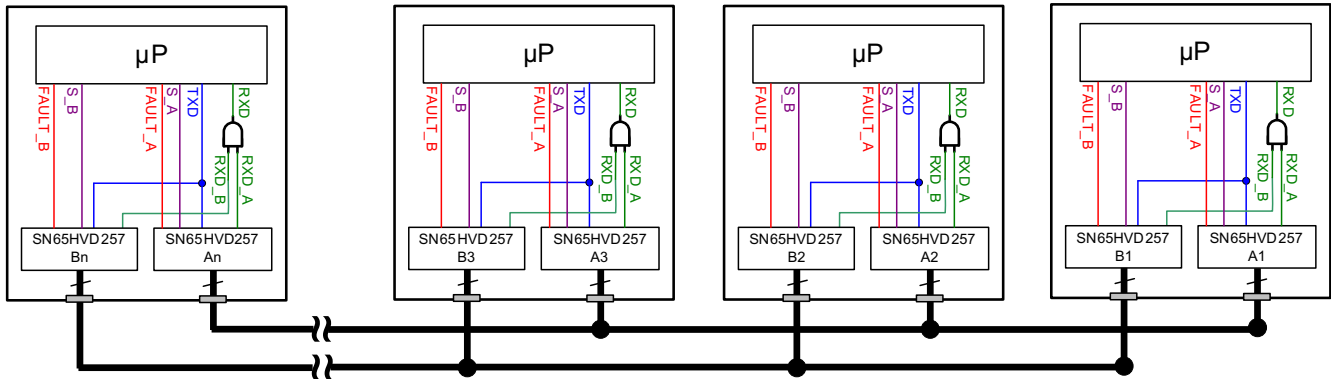 µP
FAULT_B
S_B
FAULT_A
S_A
TXD
RXD
RXD_B
RXD_A
SN65HVD257
Bn
SN65HVD257
An
µP
FAULT_B
S_B
FAULT_A
S_A
TXD
RXD
RXD_B
RXD_A
SN65HVD257
B3
SN65HVD257
A3
µP
FAULT_B
S_B
FAULT_A
S_A
TXD
RXD
RXD_B
RXD_A
SN65HVD257
B2
SN65HVD257
A2
µP
FAULT_B
S_B
FAULT_A
S_A
TXD
RXD
RXD_B
RXD_A
SN65HVD257
B1
SN65HVD257
A1